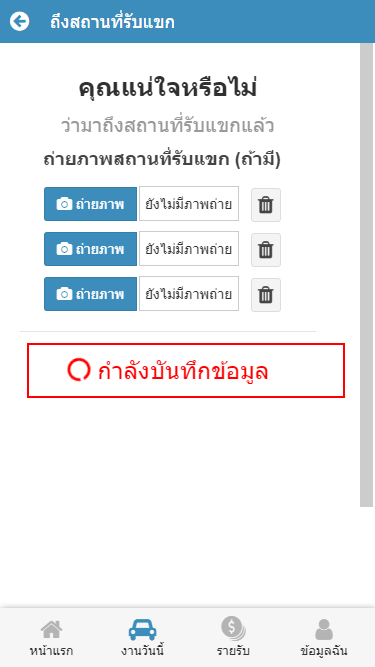 ถึงสถานที่รับแขก
คุณแน่ใจหรือไม่
ว่ามาถึงสถานที่รับแขกแล้ว
ถ่ายภาพสถานที่รับแขก (ถ้ามี)
ถ่ายภาพ ยังไม่มีภาพถ่าย
ถ่ายภาพ ยังไม่มีภาพถ่าย
ถ่ายภาพ ยังไม่มีภาพถ่าย
กำลังบันทึกข้อมูล
หน้าแรก งานวันนี้ รายรับ ข้อมูลฉัน